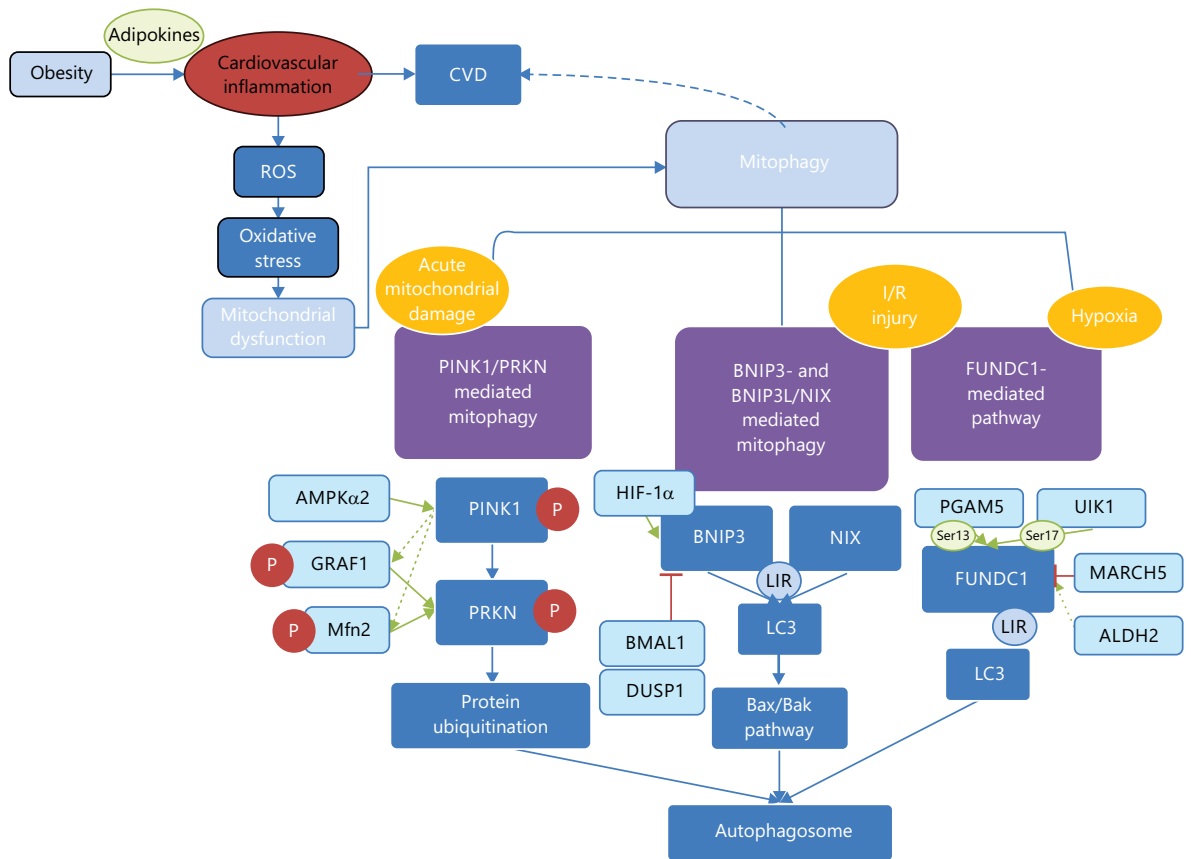 Adipokines
Obesity
Cardiovascular
inflammation
CVD
Mitophagy
ROS
Oxidative
stress
Mitochondrial
dysfunction
Acute
mitochondrial
damage
I/R
injury
Hypoxia
PINK1/PRKN
mediated
mitophagy
BNIP3- and
BNIP3L/NIX
mediated
mitophagy
FUNDC1-
mediated
pathway
AMPKα2
PINK1
P
HIF-1α
BNIP3
NIX
PGAM5
UIK1
Ser13
Ser17
P
GRAF1
FUNDC1
MARCH5
LIR
P
Mfn2
PRKN
P
LC3
LIR
ALDH2
BMAL1
DUSP1
LC3
Protein
ubiquitination
Bax/Bak
pathway
Autophagosome